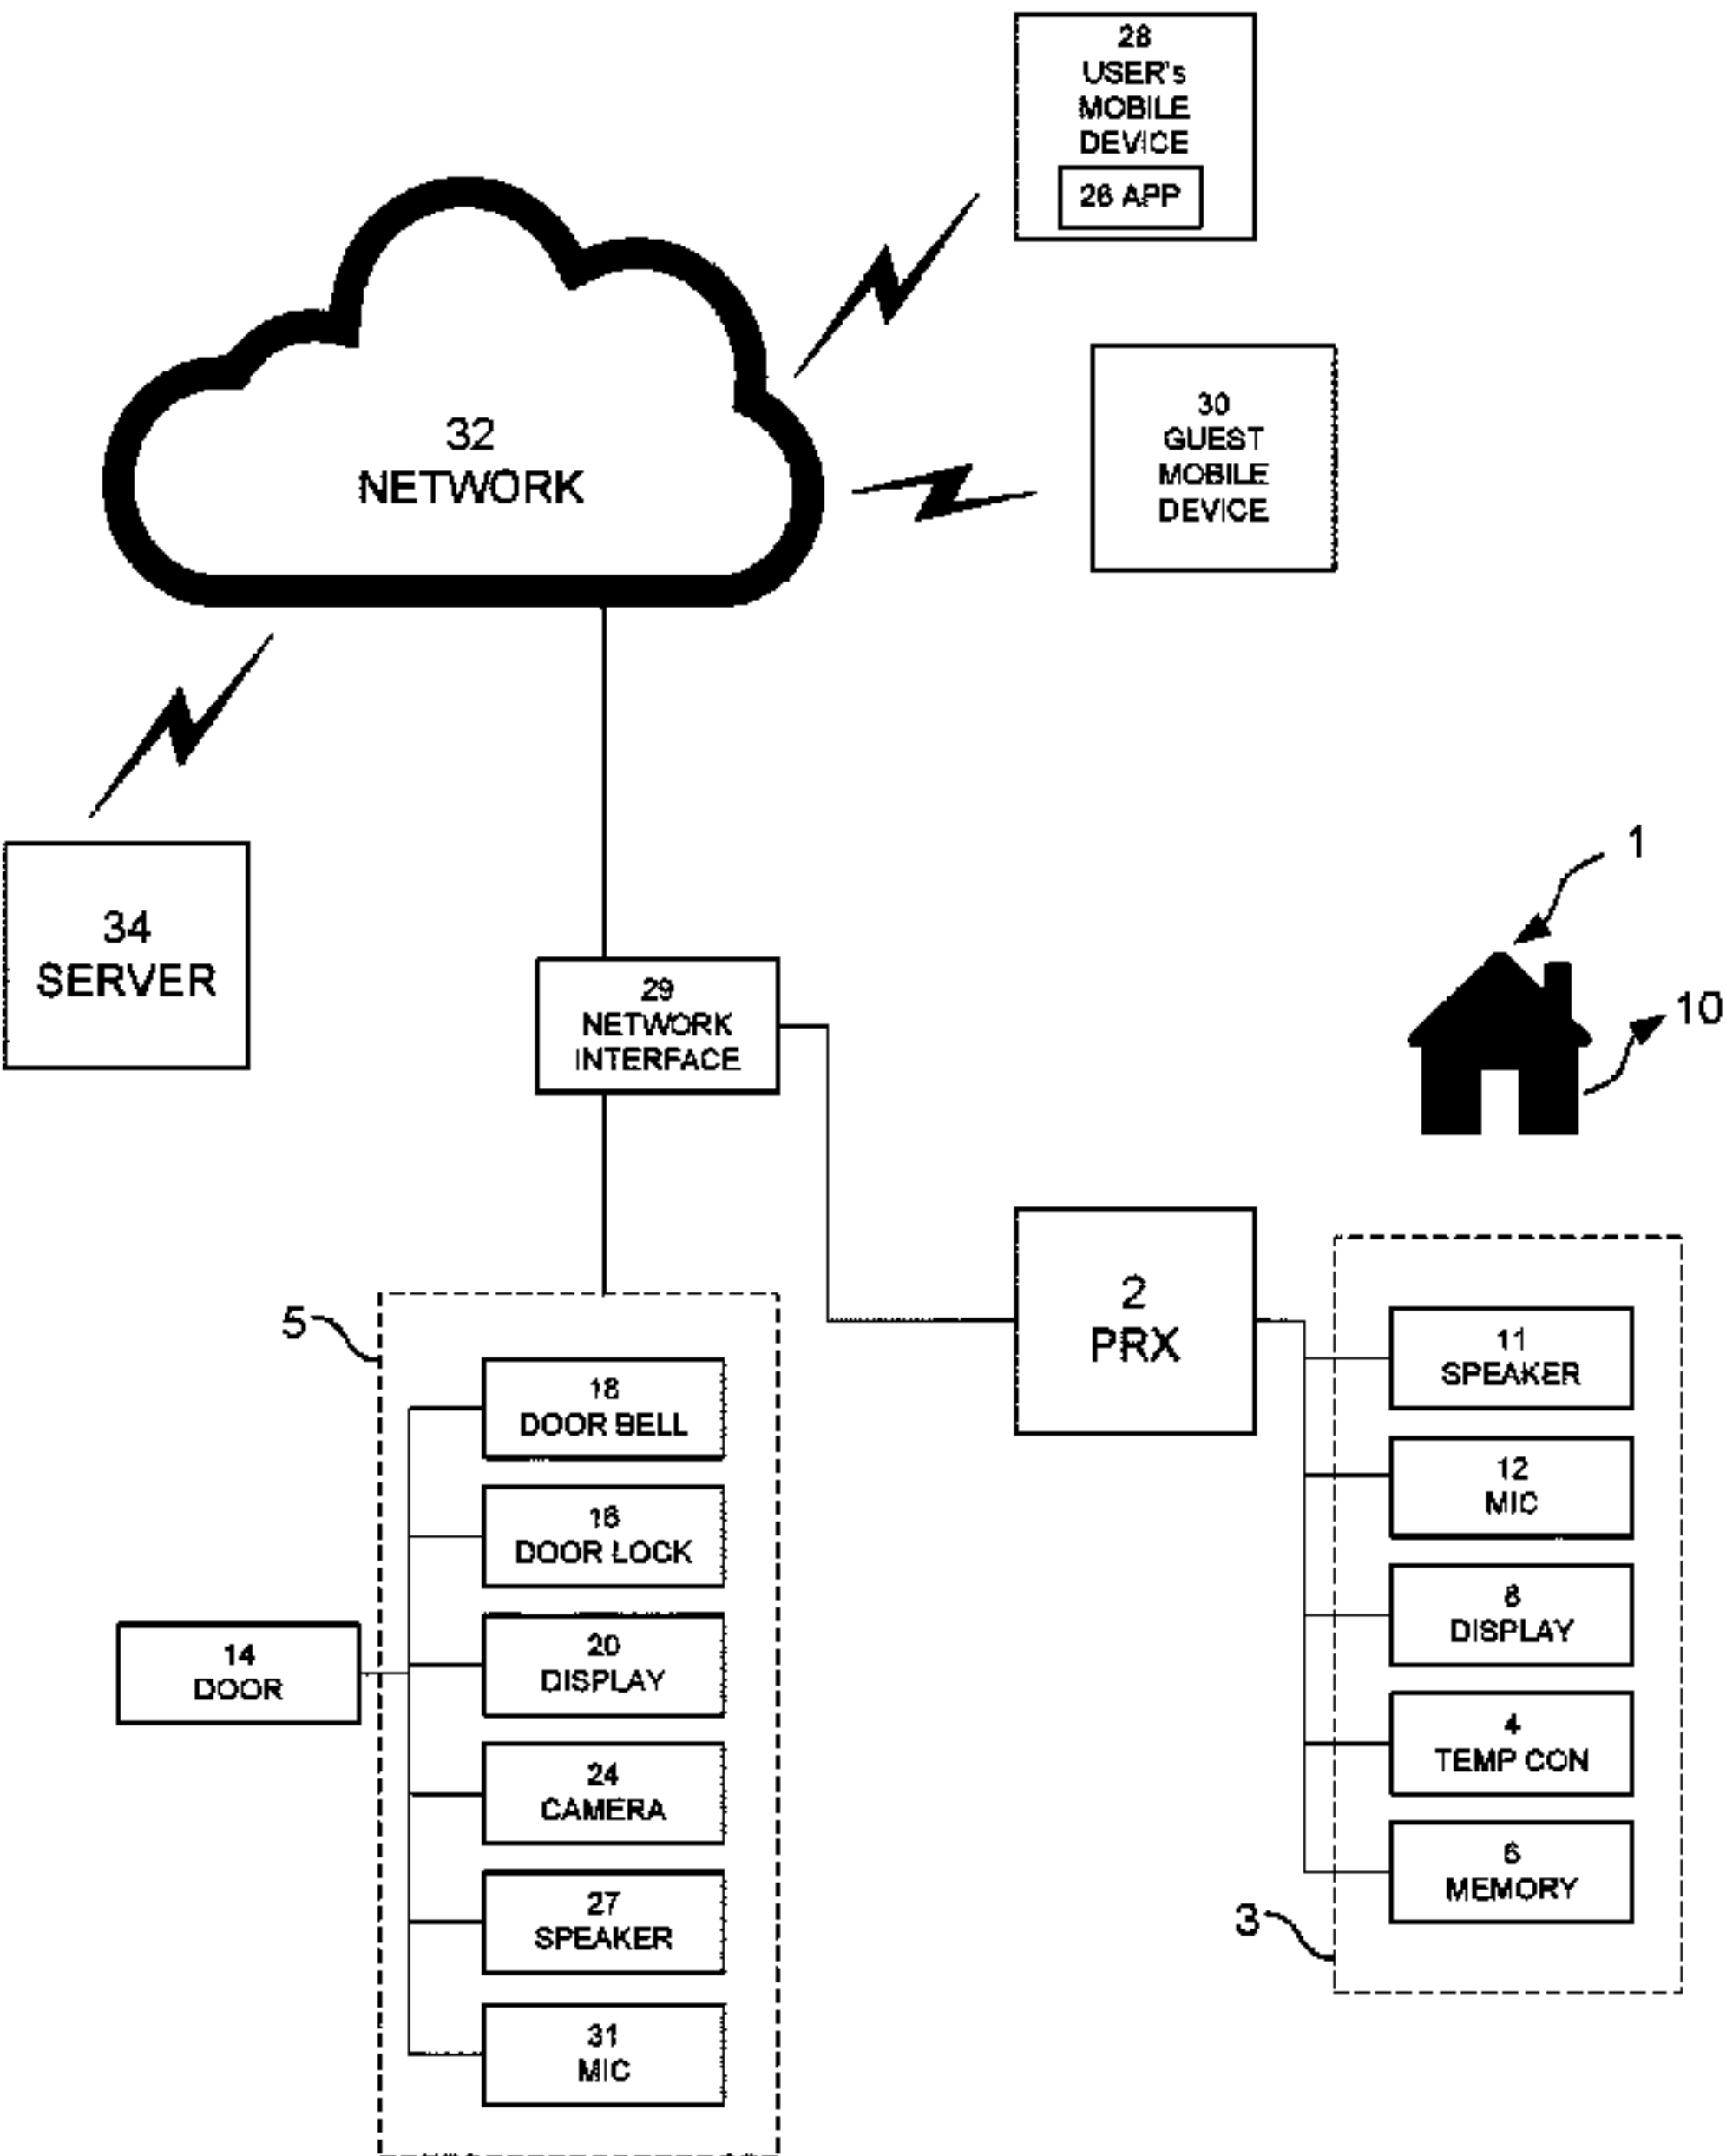 28
USER's
MOBILE
DEVICE
26 APP
32
NETWORK
30
GUEST
MOBILE
DEVICE
34
SERVER
1
10
29
NETWORK
INTERFACE
2
PRX
5
18
DOOR BELL
16
DOOR LOCK
20
DISPLAY
24
CAMERA
27
SPEAKER
31
MIC
14
DOOR
11
SPEAKER
12
MIC
8
DISPLAY
4
TEMP CON
6
MEMORY
3